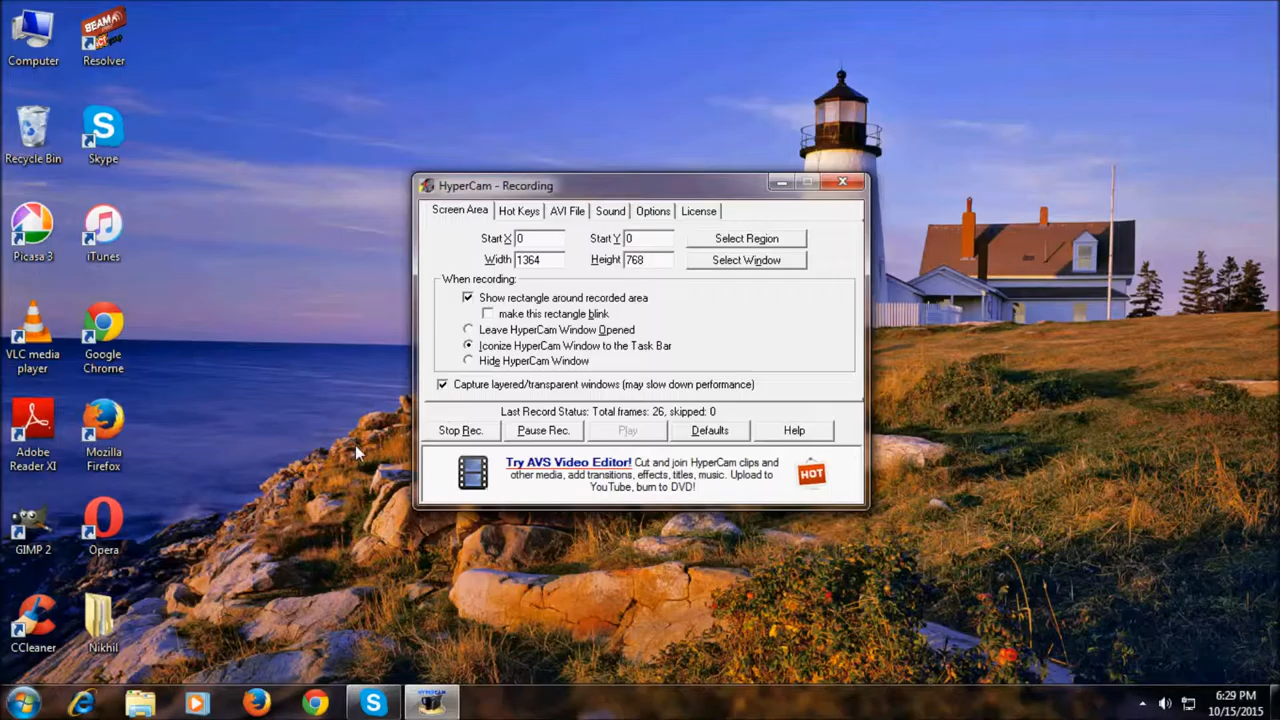 Computer
BEAMA
Resolver
Recycle Bin
Skype
Picasa 3
iTunes
VLC media
player
Google
Chrome
Adobe
Reader XI
Mozilla
Firefox
GIMP 2
Opera
CCleaner
Nikhil
HyperCam - Recording
Screen Area
Hot Keys
AVI File
Sound
Options
License
Start X 0
Start Y 0
Select Region
Width 1364
Height 768
Select Window
When recording:
Show rectangle around recorded area
make this rectangle blink
Leave HyperCam Window Opened
Iconize HyperCam Window to the Task Bar
Hide HyperCam Window
Capture layered/transparent windows (may slow down performance)
Last Record Status: Total frames: 26, skipped: 0
Stop Rec.
Pause Rec.
Play
Defaults
Help
Try AVS Video Editor! Cut and join HyperCam clips and
other media, add transitions, effects, titles, music. Upload to
YouTube, burn to DVD!
HOT
HYPERCAM
6:29 PM
10/15/2015